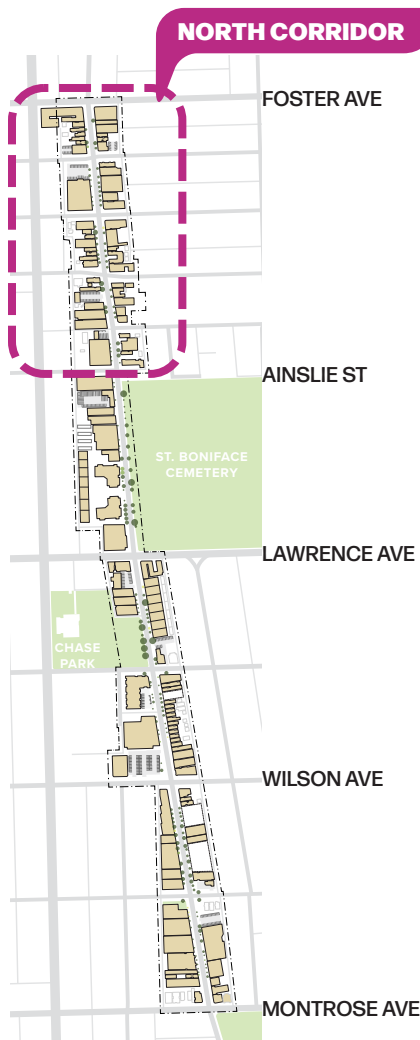 NORTH CORRIDOR
FOSTER AVE
AINSLIE ST
ST. BONIFACE
CEMETERY
LAWRENCE AVE
CHASE
PARK
WILSON AVE
MONTROSE AVE